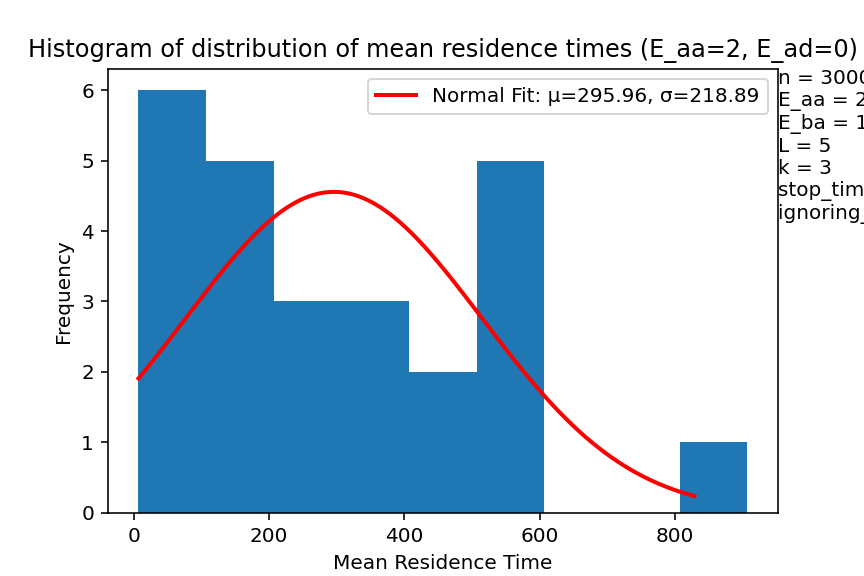 Histogram of distribution of mean residence times (E_aa=2, E_ad=0)
Normal Fit: μ=295.96, σ=218.89
n = 3000
E_aa = 2
E_ba = 1
L = 5
k = 3
stop_tim
ignoring_
Frequency
6
5
4
3
2
1
0
0 200 400 600 800
Mean Residence Time